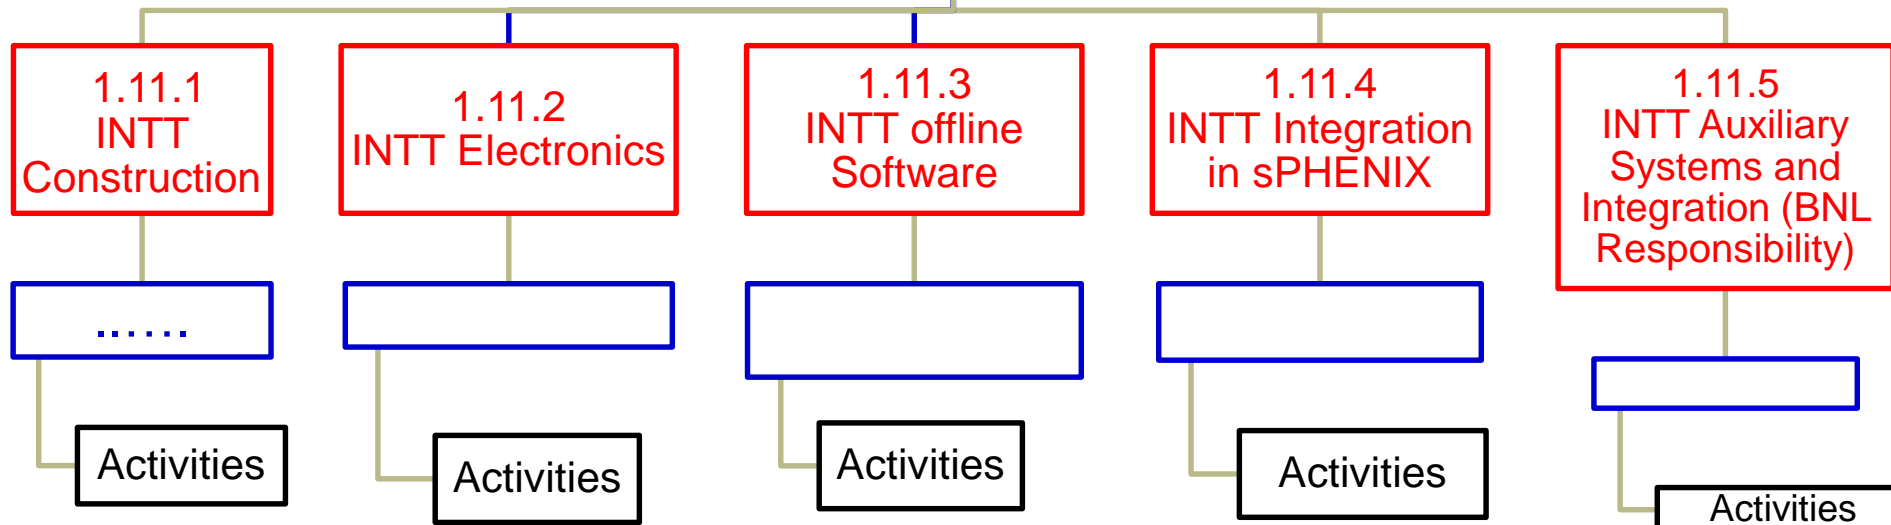 1.11.1
INTT
Construction
1.11.2
INTT Electronics
1.11.3
INTT offline
Software
1.11.4
INTT Integration
in sPHENIX
1.11.5
INTT Auxiliary
Systems and
Integration (BNL
Responsibility)
......
Activities
Activities
Activities
Activities
Activities